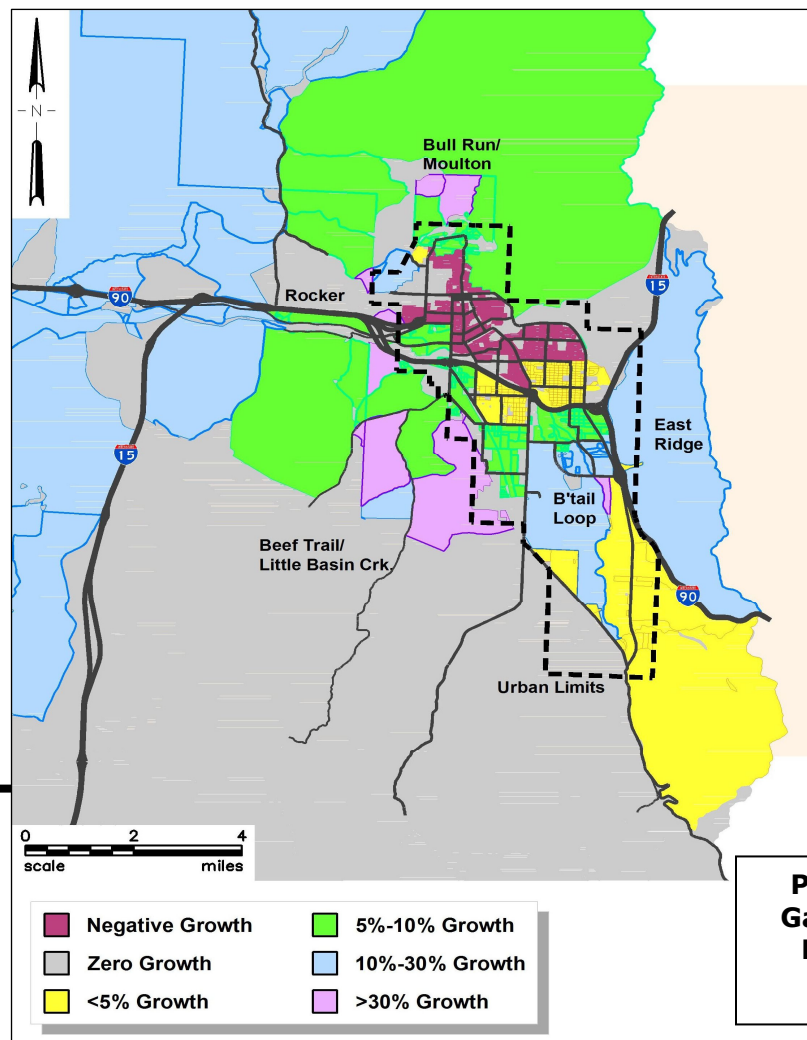 N
Bull Run/
Moulton
15
90
Rocker
East
Ridge
15
B'tail
Loop
Beef Trail/
Little Basin Crk.
90
Urban Limits
0 2 4
scale miles
Negative Growth
Zero Growth
<5% Growth
5%-10% Growth
10%-30% Growth
>30% Growth
P
Ga